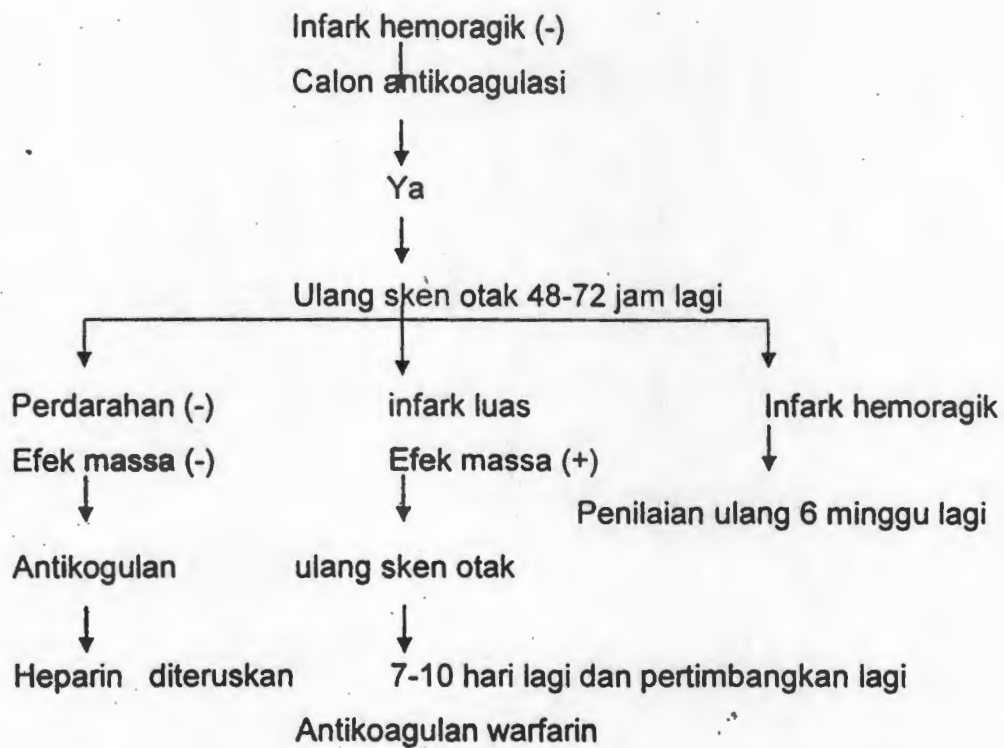 Infark hemoragik (-)
Calon antikoagulasi
Ya
Ulang sken otak 48-72 jam lagi
Perdarahan (-) infark luas Infark hemoragik
Efek massa (-) Efek massa (+)
Penilaian ulang 6 minggu lagi
Antikogulan ulang sken otak
Heparin diteruskan 7-10 hari lagi dan pertimbangkan lagi
Antikoagulan warfarin